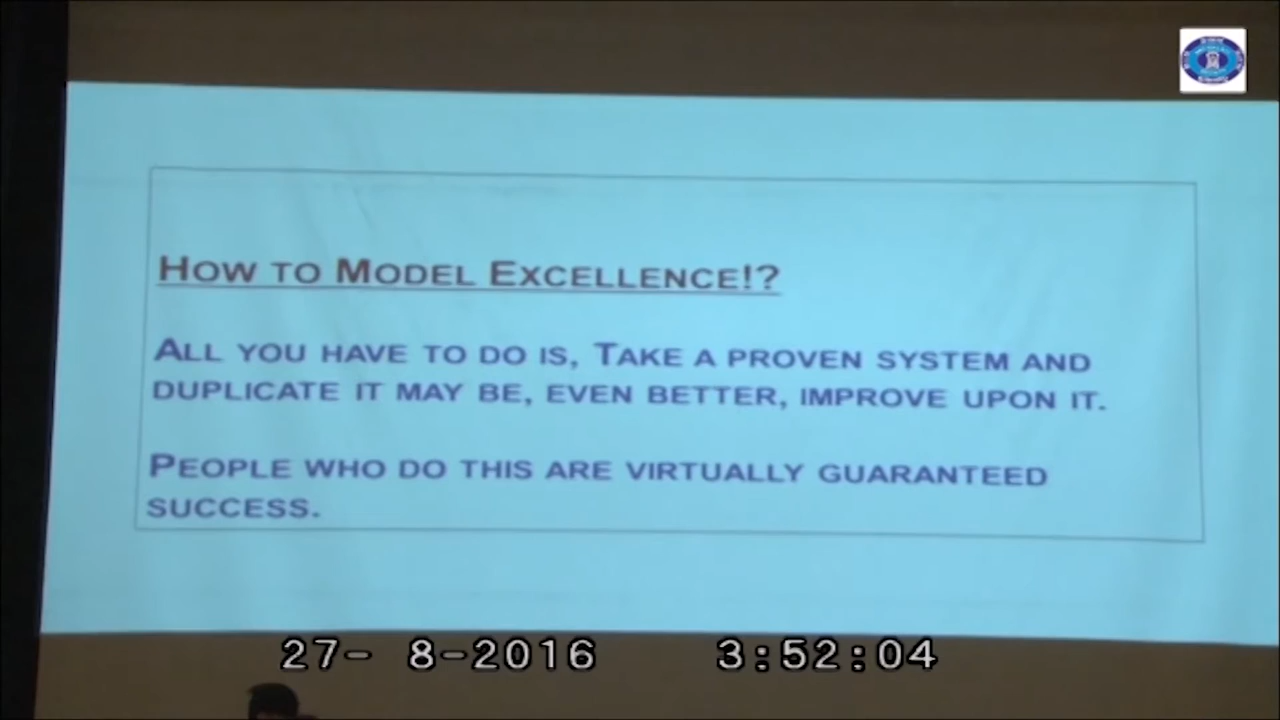 How to Model Excellence!?
All you have to do is, Take a proven system and
duplicate it may be, even better, improve upon it.
People who do this are virtually guaranteed
success.
27- 8-2016 3:52:04